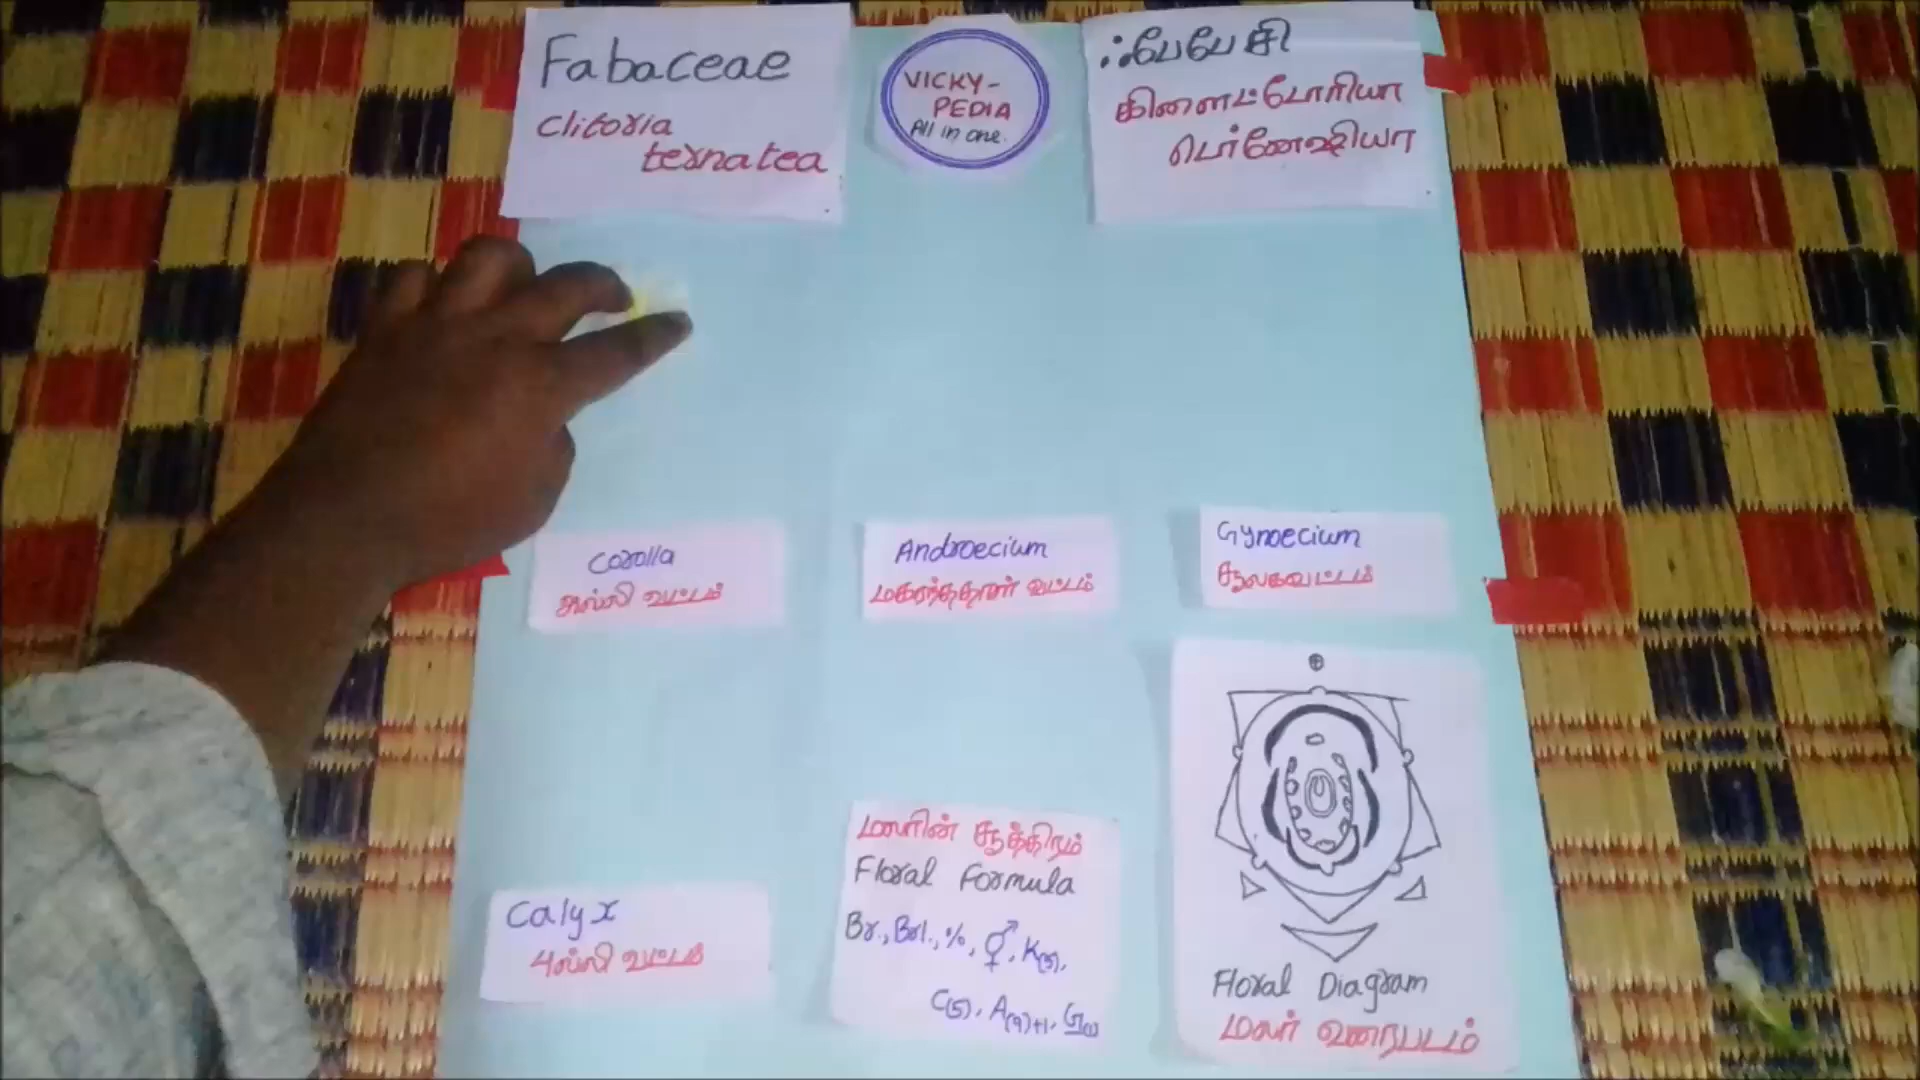 Fabaceae
Clitoria
ternatea
VICKY-
PEDIA
All in one.
ஃபேபேசி
கிளைட்டோரியா
டெர்னேஷியா
Corolla
அல்லி வட்டம்
Androecium
மகரந்ததாள் வட்டம்
Gynoecium
சூலகவட்டம்
Calyx
புல்லி வட்டம்
மலரின் சூத்திரம்
Floral Formula
Br., Brl., %, ⚥, K(5),
C(5), A(9)+1, G̲(1)
Floral Diagram
மலர் வரைபடம்